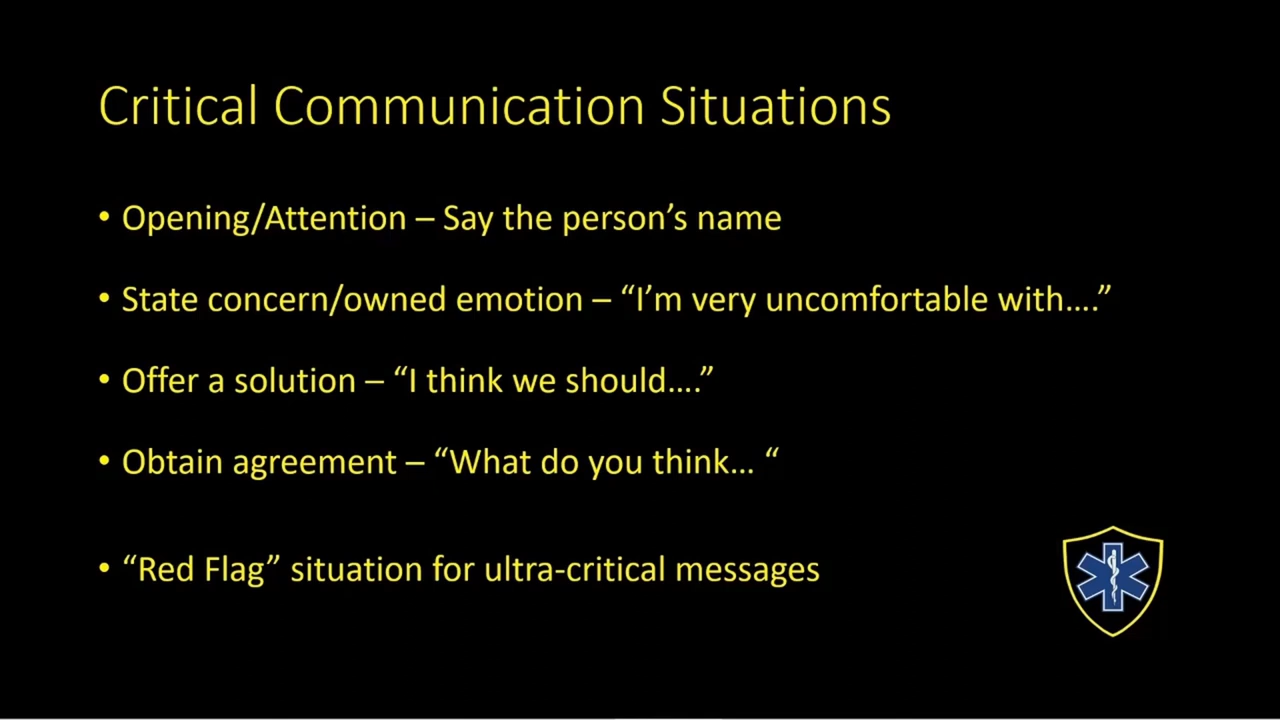 Critical Communication Situations
• Opening/Attention – Say the person’s name
• State concern/owned emotion – “I’m very uncomfortable with….”
• Offer a solution – “I think we should….”
• Obtain agreement – “What do you think… “
• “Red Flag” situation for ultra-critical messages